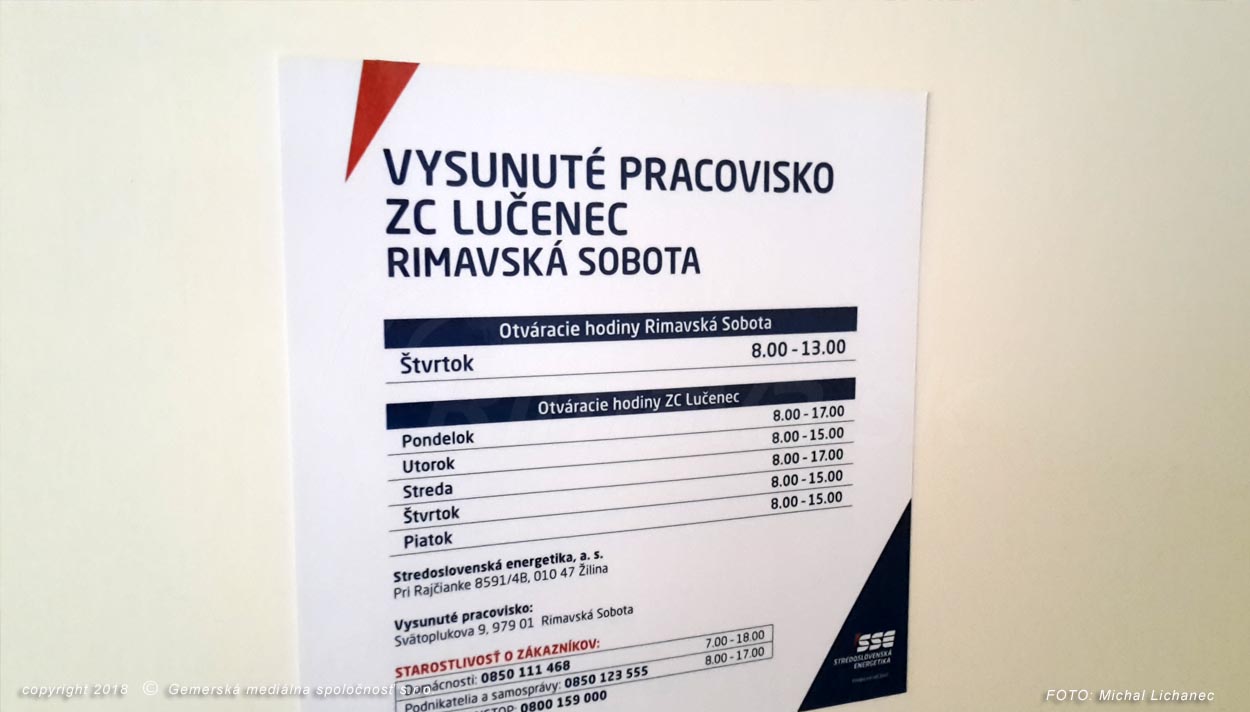 VYSUNUTÉ PRACOVISKO
ZC LUČENEC
RIMAVSKÁ SOBOTA
Otváracie hodiny Rimavská Sobota
Štvrtok 8.00 - 13.00
Otváracie hodiny ZC Lučenec
Pondelok 8.00 - 17.00
Utorok 8.00 - 15.00
Streda 8.00 - 17.00
Štvrtok 8.00 - 15.00
Piatok 8.00 - 15.00
Stredoslovenská energetika, a. s.
Pri Rajčianke 8591/4B, 010 47 Žilina
Vysunuté pracovisko:
Svätoplukova 9, 979 01 Rimavská Sobota
STAROSTLIVOSŤ O ZÁKAZNÍKOV:
Domácnosti: 0850 111 468 7.00 - 18.00
Podnikatelia a samosprávy: 0850 123 555 8.00 - 17.00
0800 159 000
SSE
STREDOSLOVENSKÁ
ENERGETIKA
copyright 2018 © Gemerská mediálna spoločnosť s.r.o.
FOTO: Michal Lichanec